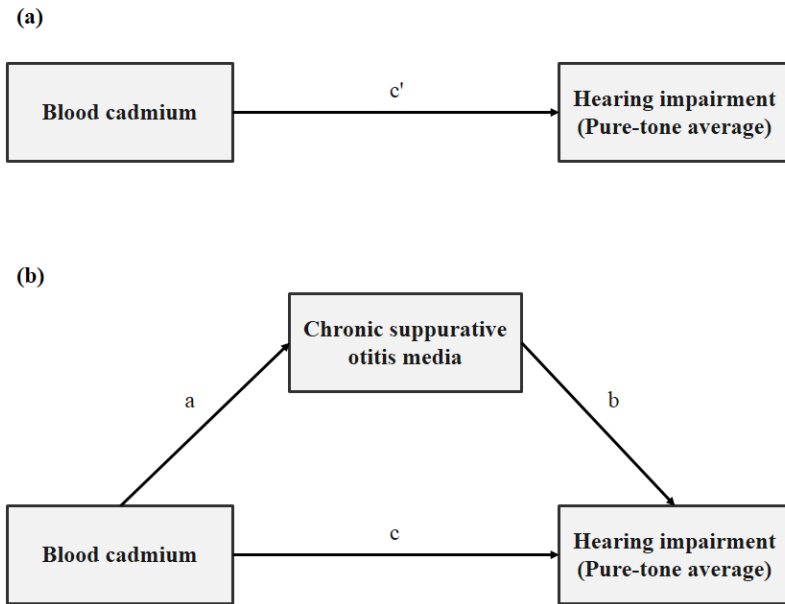 (a)
Blood cadmium
c'
Hearing impairment
(Pure-tone average)
(b)
Chronic suppurative
otitis media
a
b
Blood cadmium
c
Hearing impairment
(Pure-tone average)